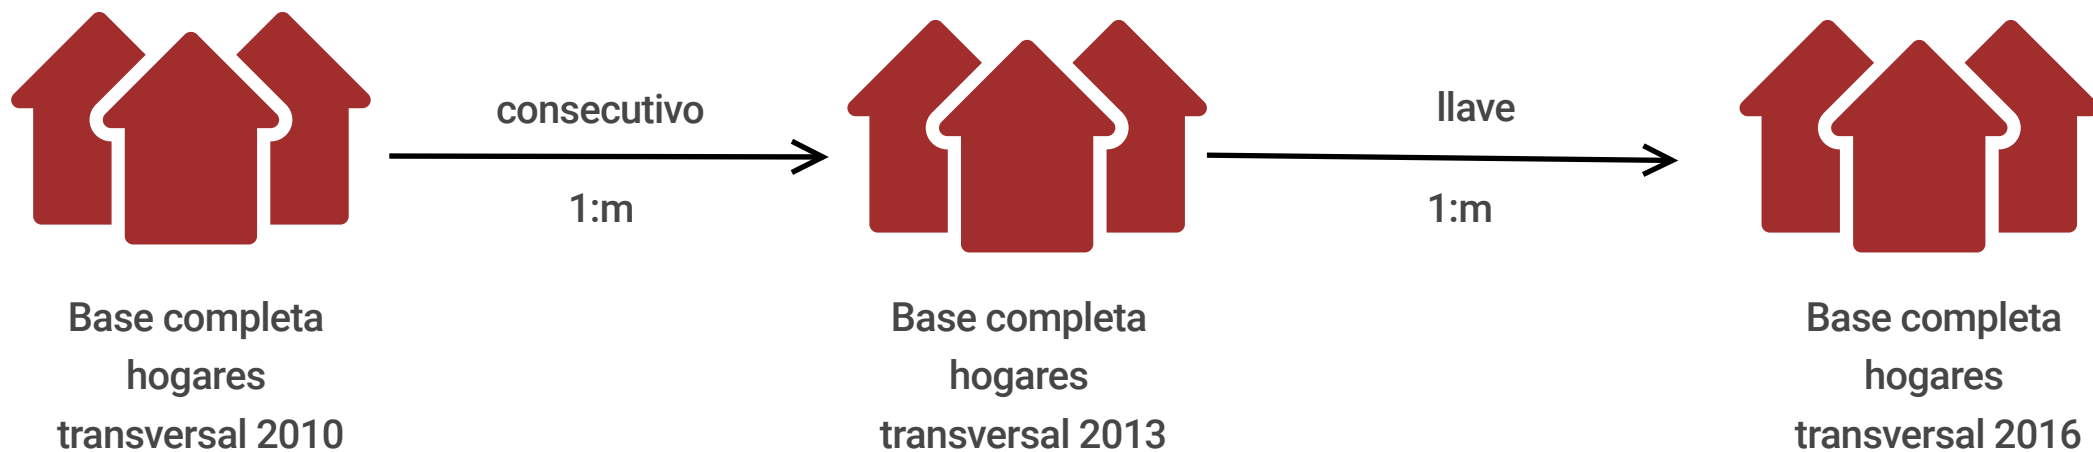 consecutivo
1:m
llave
1:m
Base completa
hogares
transversal 2010
Base completa
hogares
transversal 2013
Base completa
hogares
transversal 2016